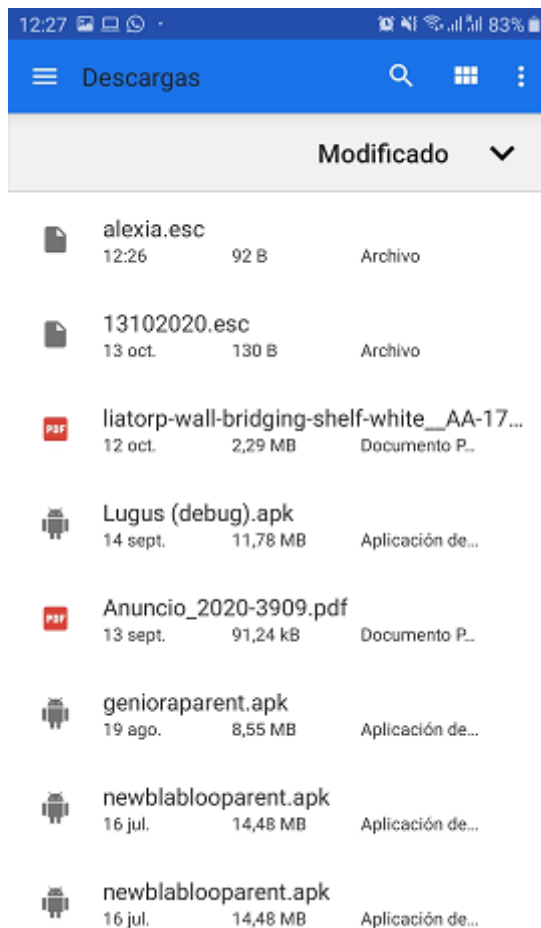 12:27 83%
Descargas
Modificado
alexia.esc
12:26 92 B Archivo
13102020.esc
13 oct. 130 B Archivo
PDF
liatorp-wall-bridging-shelf-white__AA-17...
12 oct. 2,29 MB Documento P...
Lugus (debug).apk
14 sept. 11,78 MB Aplicación de...
PDF
Anuncio_2020-3909.pdf
13 sept. 91,24 kB Documento P...
genioraparent.apk
19 ago. 8,55 MB Aplicación de...
newblablooparent.apk
16 jul. 14,48 MB Aplicación de...
newblablooparent.apk
16 jul. 14,48 MB Aplicación de...